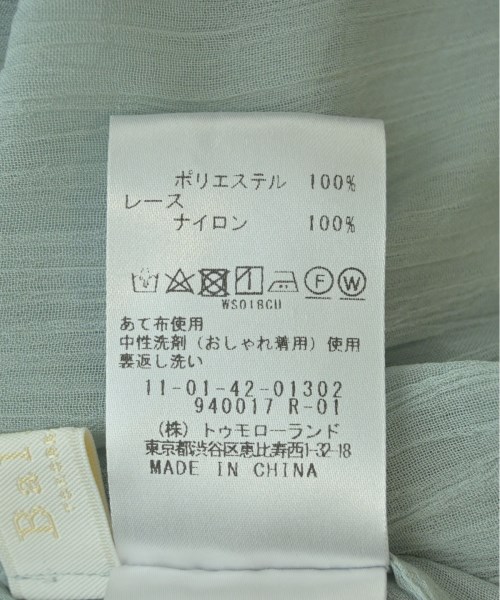 ポリエステル 100%
レース
ナイロン 100%
F W
WS018CU
あて布使用
中性洗剤（おしゃれ着用）使用
裏返し洗い
11-01-42-01302
940017 R-01
（株）トゥモローランド
東京都渋谷区恵比寿西1-32-18
MADE IN CHINA
Bal